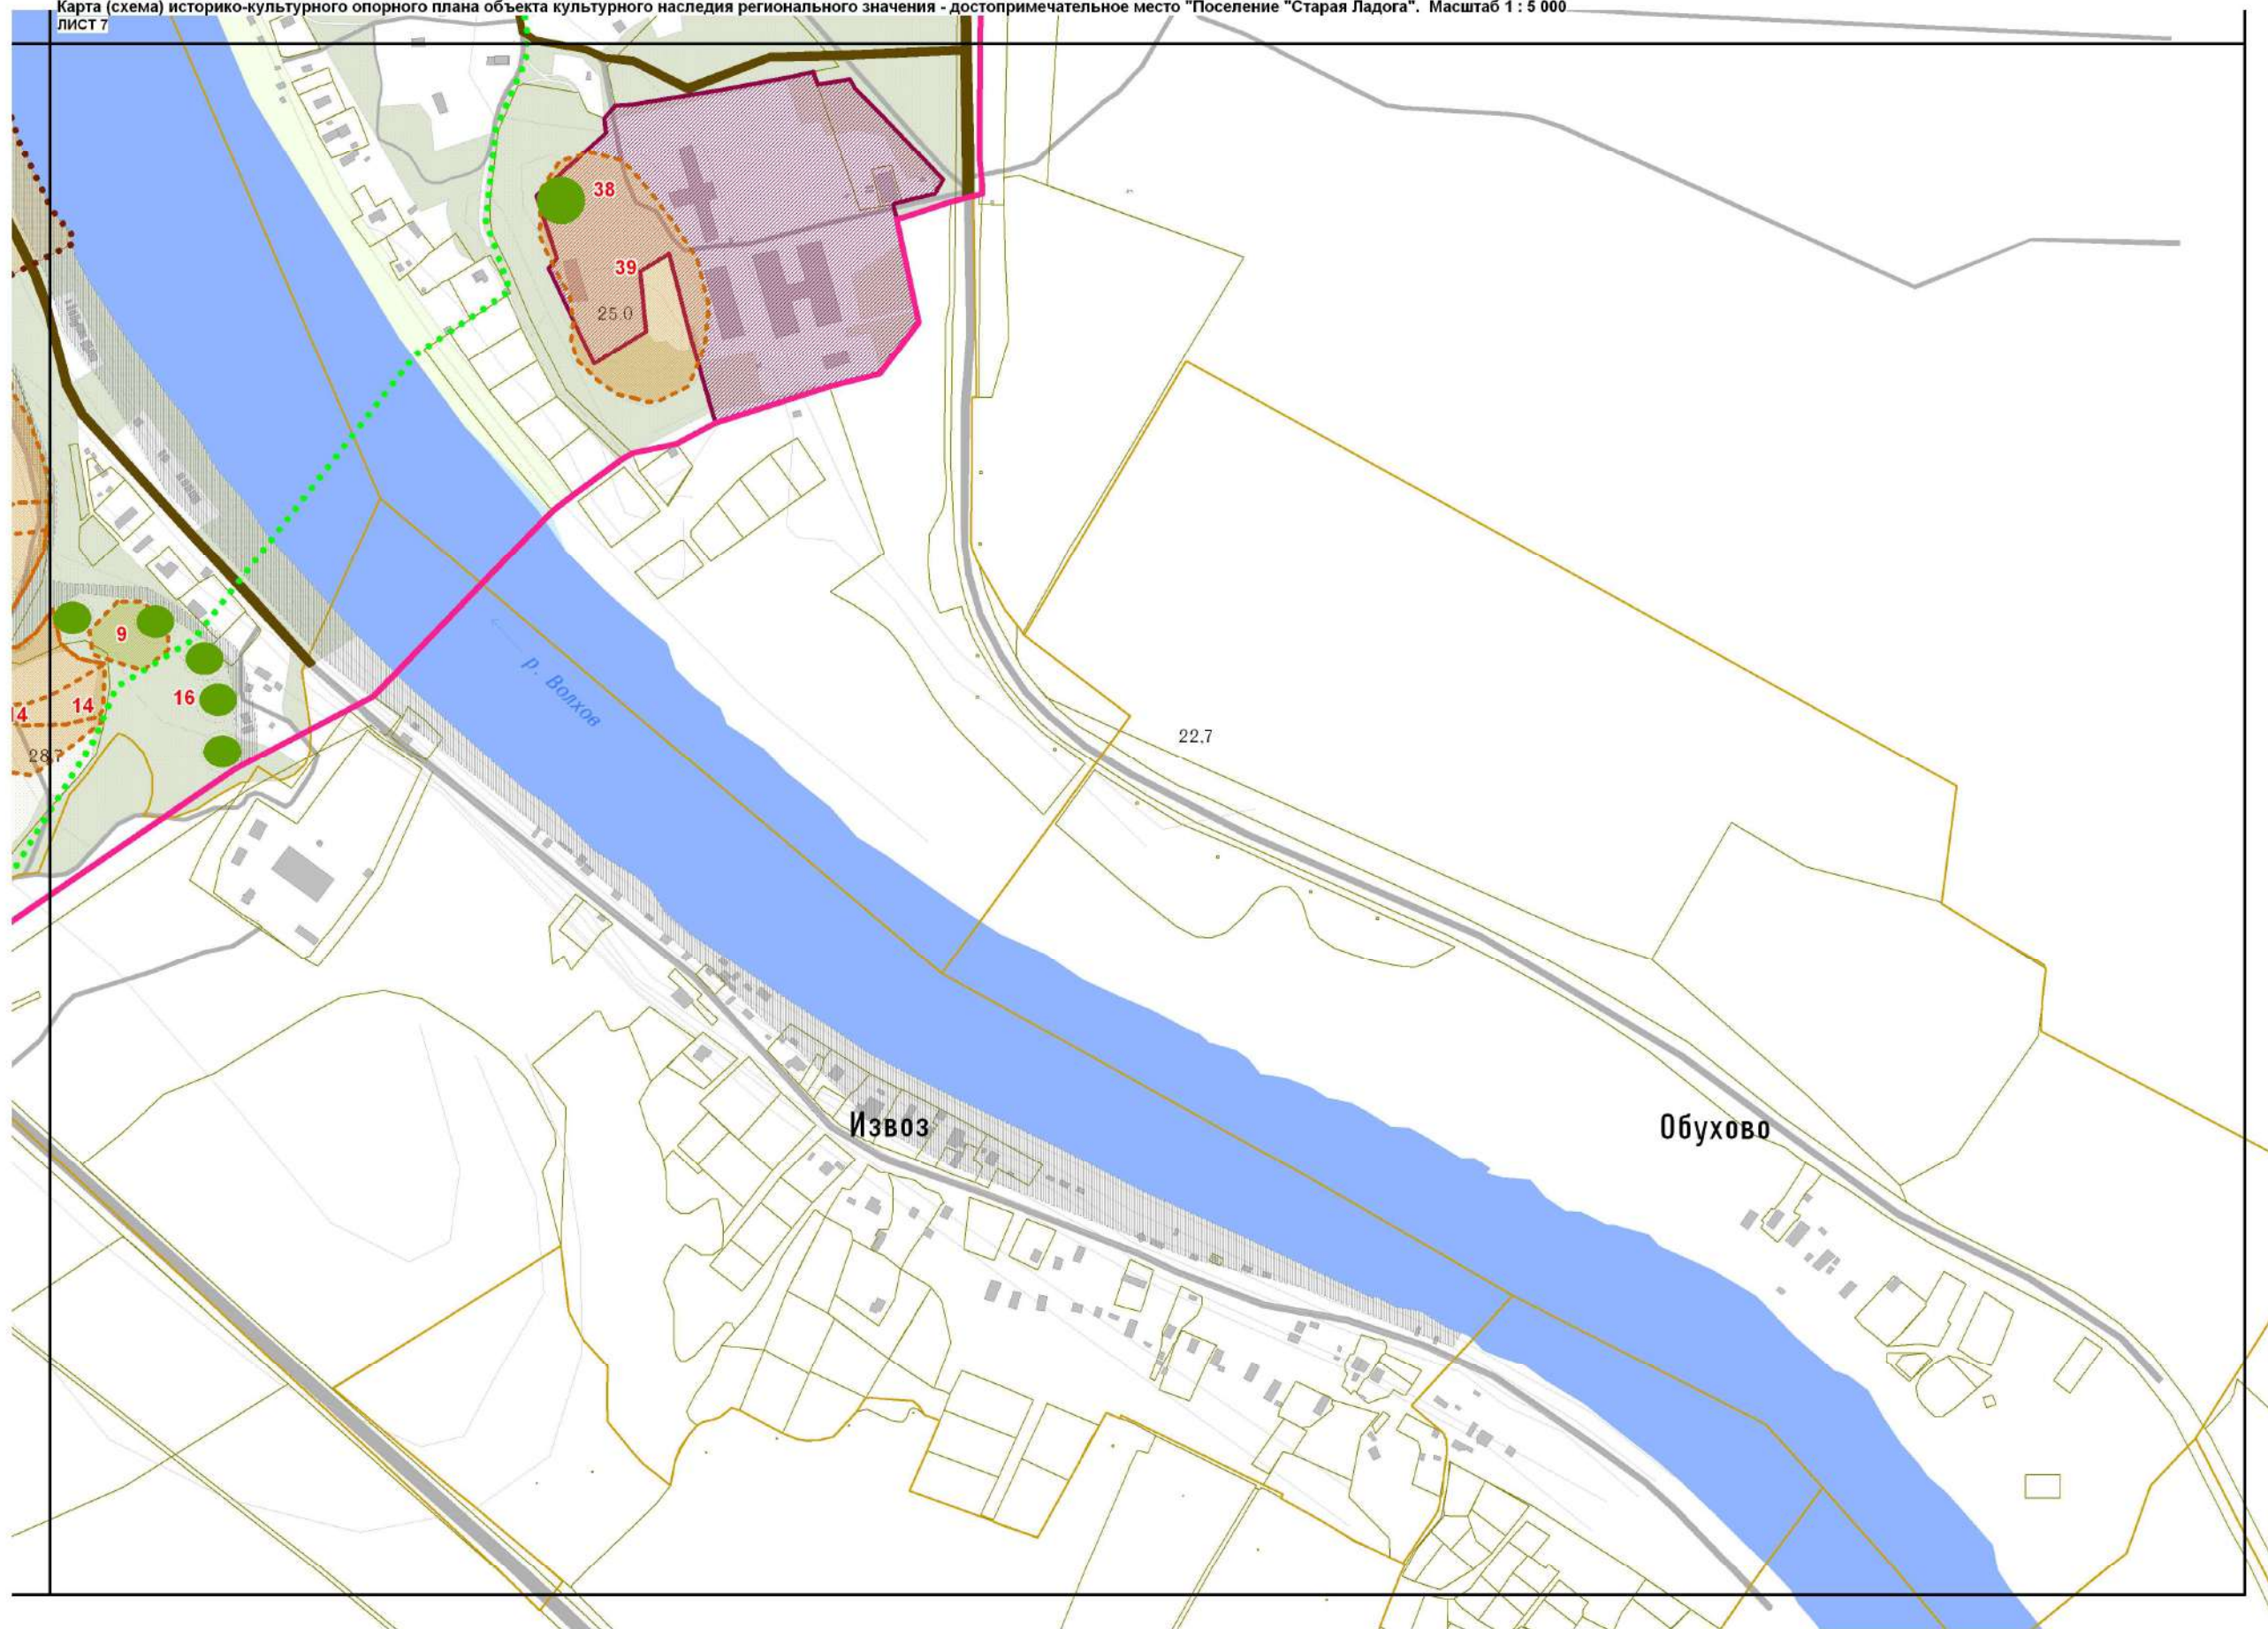 Карта (схема) историко-культурного опорного плана объекта культурного наследия регионального значения - достопримечательное место "Поселение "Старая Ладога". Масштаб 1 : 5 000
ЛИСТ 7
38
39
25.0
9
16
14
14
28,7
р. Волхов
22,7
Извоз
Обухово